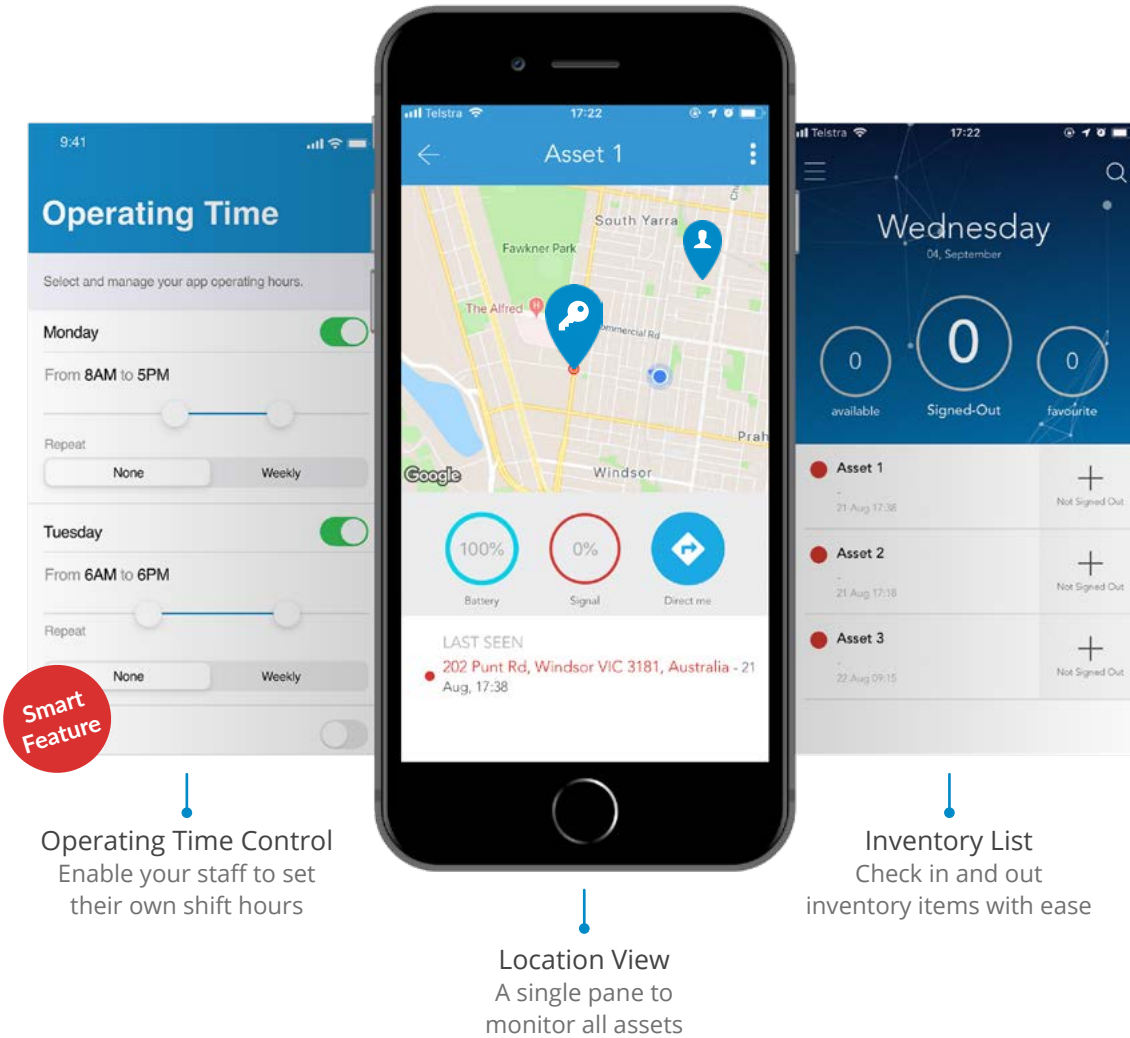 9:41
Operating Time
Select and manage your app operating hours.
Monday
From 8AM to 5PM
Repeat
None Weekly
Tuesday
From 6AM to 6PM
Repeat
None Weekly
Smart
Feature
Operating Time Control
Enable your staff to set
their own shift hours
Telstra 17:22
Asset 1
South Yarra
Fawkner Park
The Alfred H
ommercial Rd
Prah
Windsor
Google
100% 0%
Battery Signal Direct me
LAST SEEN
202 Punt Rd, Windsor VIC 3181, Australia - 21
Aug, 17:38
Location View
A single pane to
monitor all assets
Telstra 17:22
Wednesday
04, September
0 0 0
available Signed-Out favourite
Asset 1
-
21 Aug 17:38
Not Signed Out
Asset 2
-
21 Aug 17:18
Not Signed Out
Asset 3
-
22 Aug 09:15
Not Signed Out
Inventory List
Check in and out
inventory items with ease